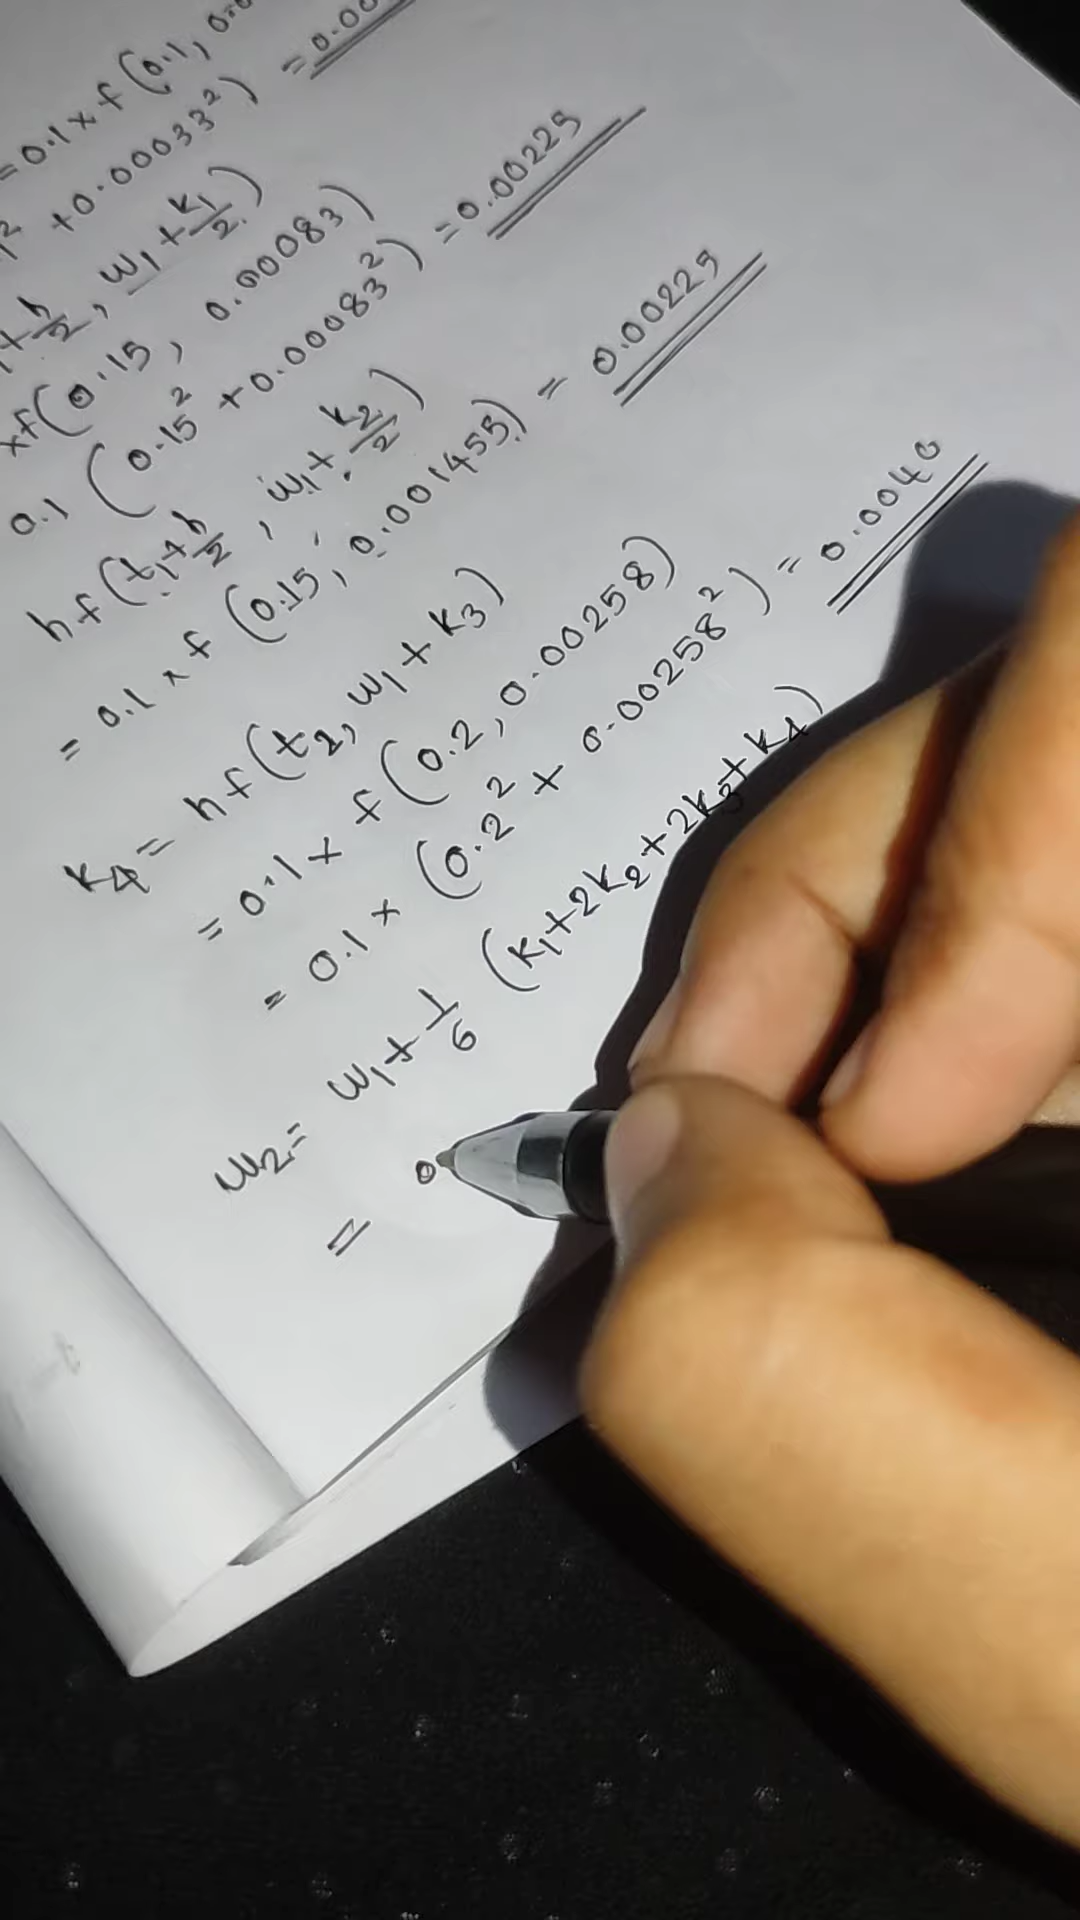 = 0.1 x f (0.1, 0.0
² + 0.00033²) = 0.00
+ h/2, w₁ + k₁/2)
x f (0.15, 0.00083)
0.1 (0.15² + 0.00083²) = 0.00225
h f (t₁ + h/2, w₁ + k₂/2)
= 0.1 x f (0.15, 0.001455) = 0.00225
k₄ = h f (t₂, w₁ + k₃)
= 0.1 x f (0.2, 0.00258)
= 0.1 x (0.2² + 0.00258²) = 0.0040
w₂ = w₁ + 1/6 (k₁ + 2k₂ + 2k₃ + k₄)
= 0